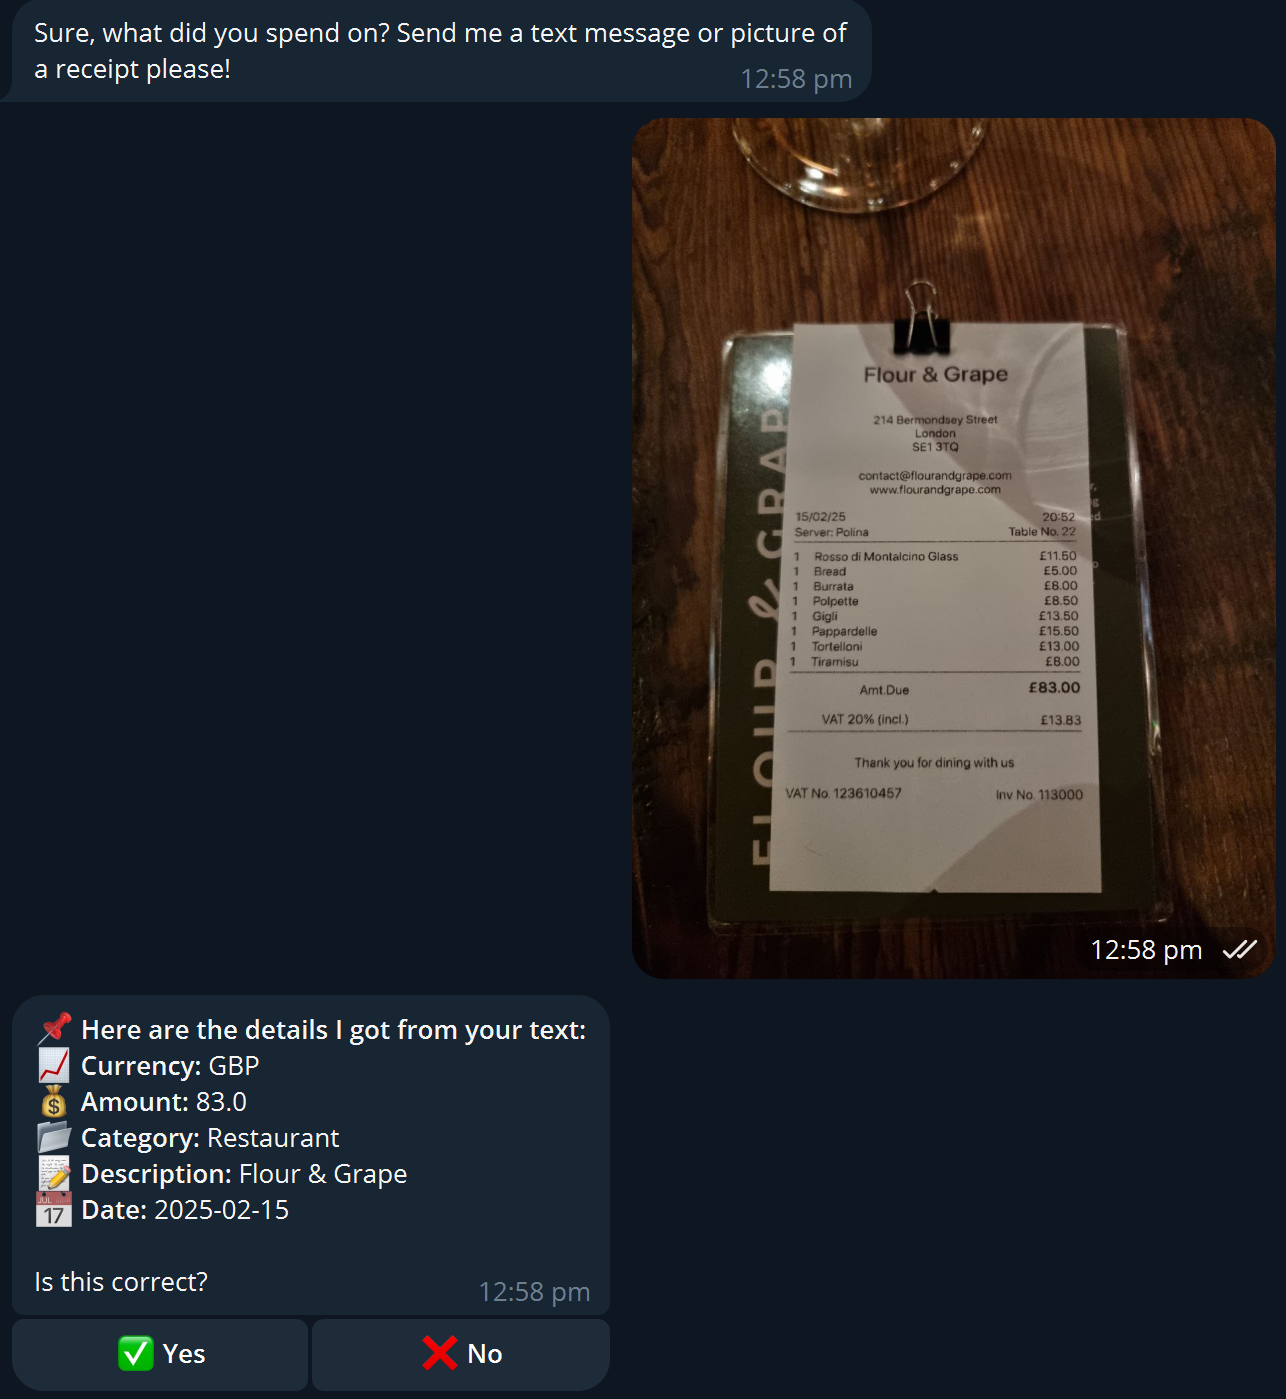 Sure, what did you spend on? Send me a text message or picture of
a receipt please!
12:58 pm
FLOUR & GRAP
Flour & Grape
214 Bermondsey Street
London
SE1 3TQ
contact@flourandgrape.com
www.flourandgrape.com
15/02/25 20:52
Server: Polina Table No. 22
1 Rosso di Montalcino Glass £11.50
1 Bread £5.00
1 Burrata £8.00
1 Polpette £8.50
1 Gigli £13.50
1 Pappardelle £15.50
1 Tortelloni £13.00
1 Tiramisu £8.00
Amt.Due £83.00
VAT 20% (incl.) £13.83
Thank you for dining with us
VAT No. 123610457 Inv No. 113000
12:58 pm
Here are the details I got from your text:
Currency: GBP
Amount: 83.0
Category: Restaurant
Description: Flour & Grape
JUL
17
Date: 2025-02-15
Is this correct?
12:58 pm
Yes
No